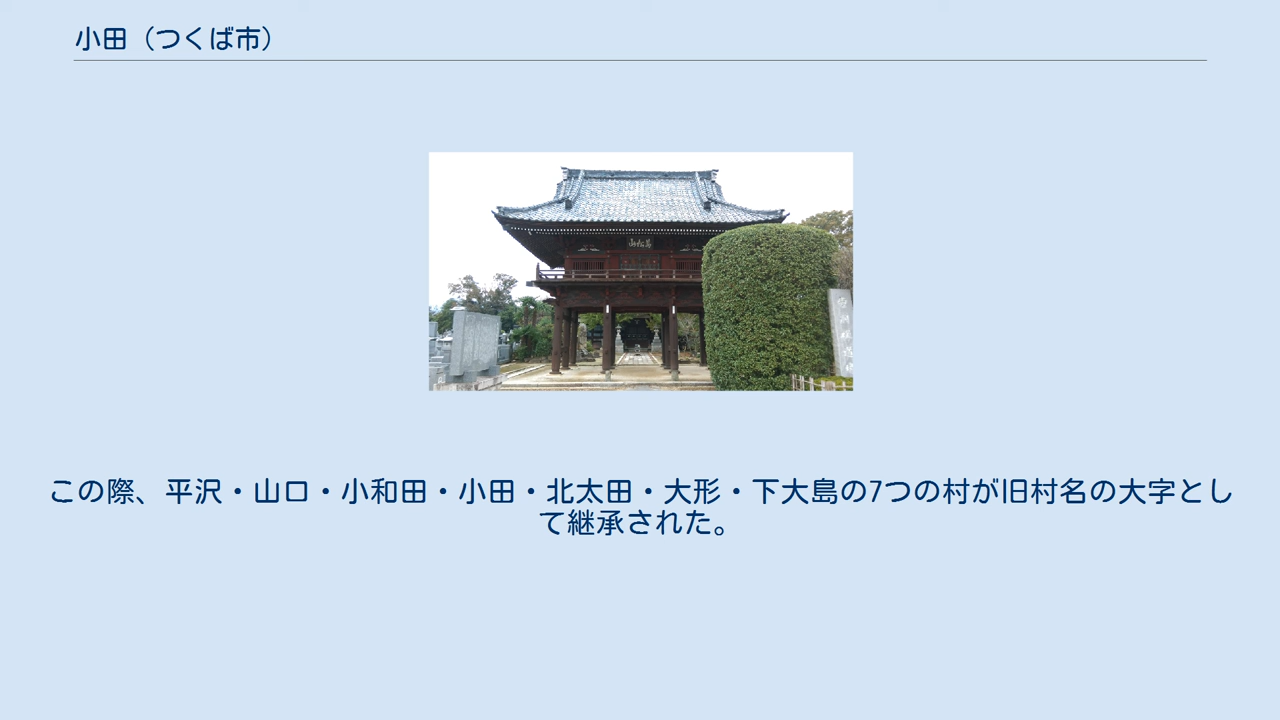 小田（つくば市）
この際、平沢・山口・小和田・小田・北太田・大形・下大島の7つの村が旧村名の大字とし
て継承された。